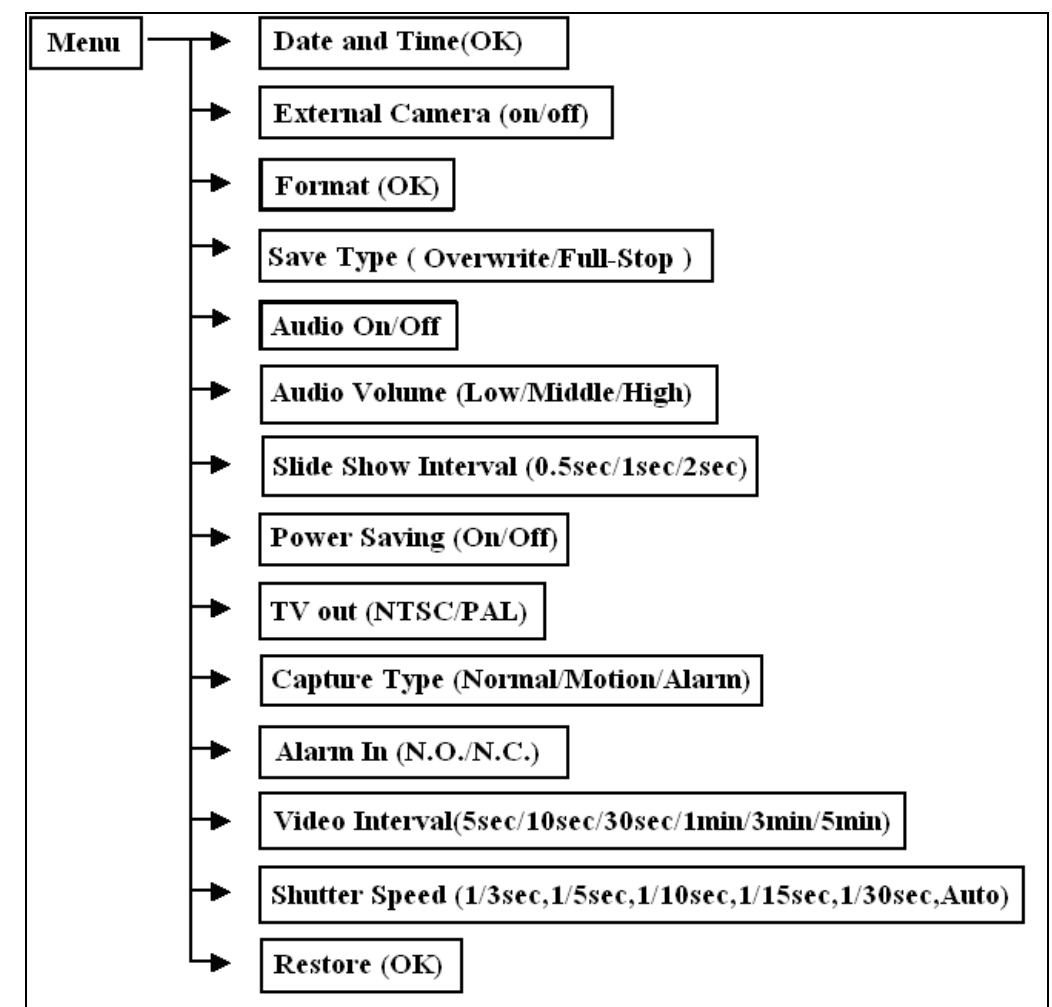 Menu
Date and Time(OK)
External Camera (on/off)
Format (OK)
Save Type ( Overwrite/Full-Stop )
Audio On/Off
Audio Volume (Low/Middle/High)
Slide Show Interval (0.5sec/1sec/2sec)
Power Saving (On/Off)
TV out (NTSC/PAL)
Capture Type (Normal/Motion/Alarm)
Alarm In (N.O./N.C.)
Video Interval(5sec/10sec/30sec/1min/3min/5min)
Shutter Speed (1/3sec,1/5sec,1/10sec,1/15sec,1/30sec,Auto)
Restore (OK)